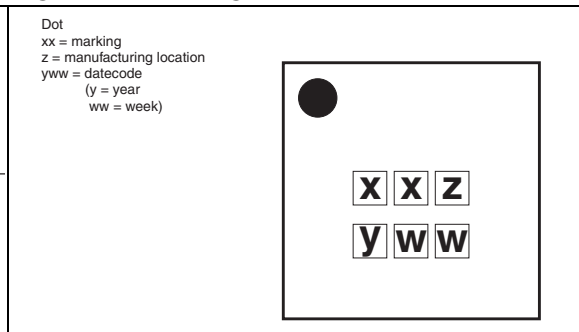 Dot
xx = marking
z = manufacturing location
yww = datecode
(y = year
ww = week)
x x z
y w w